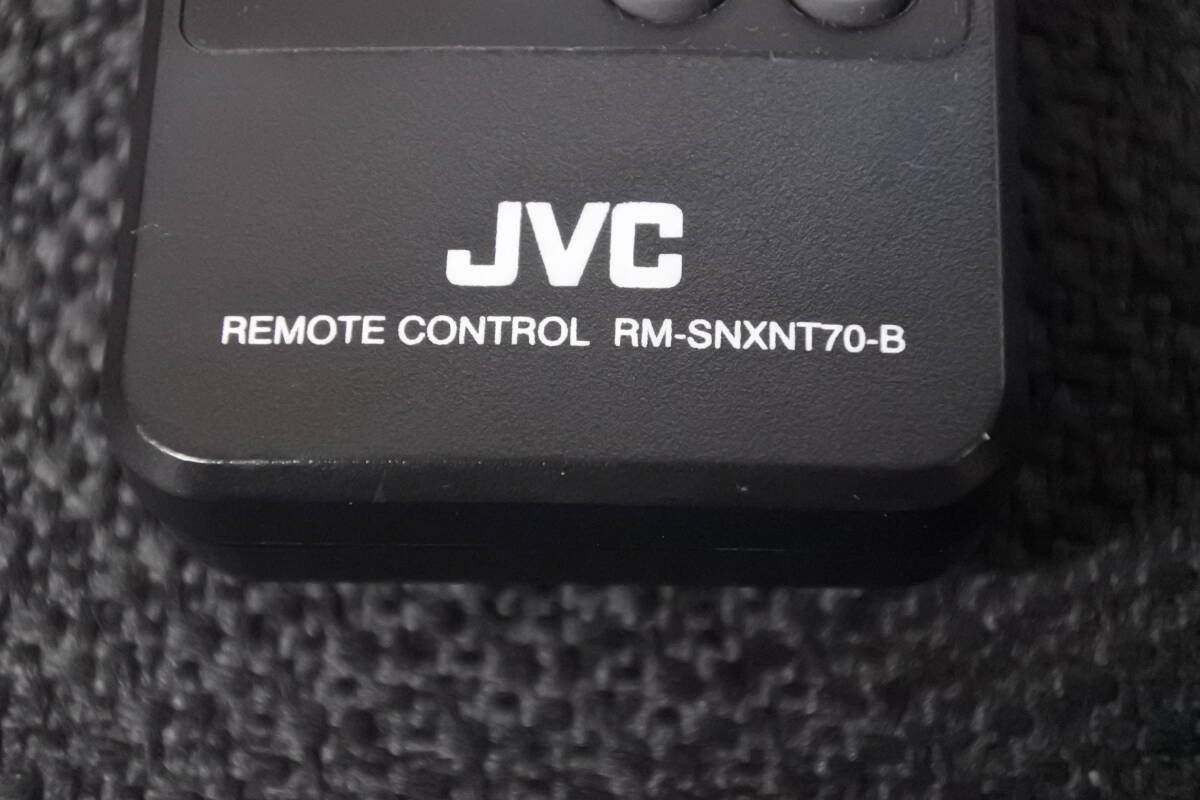 JVC
REMOTE CONTROL RM-SNXNT70-B